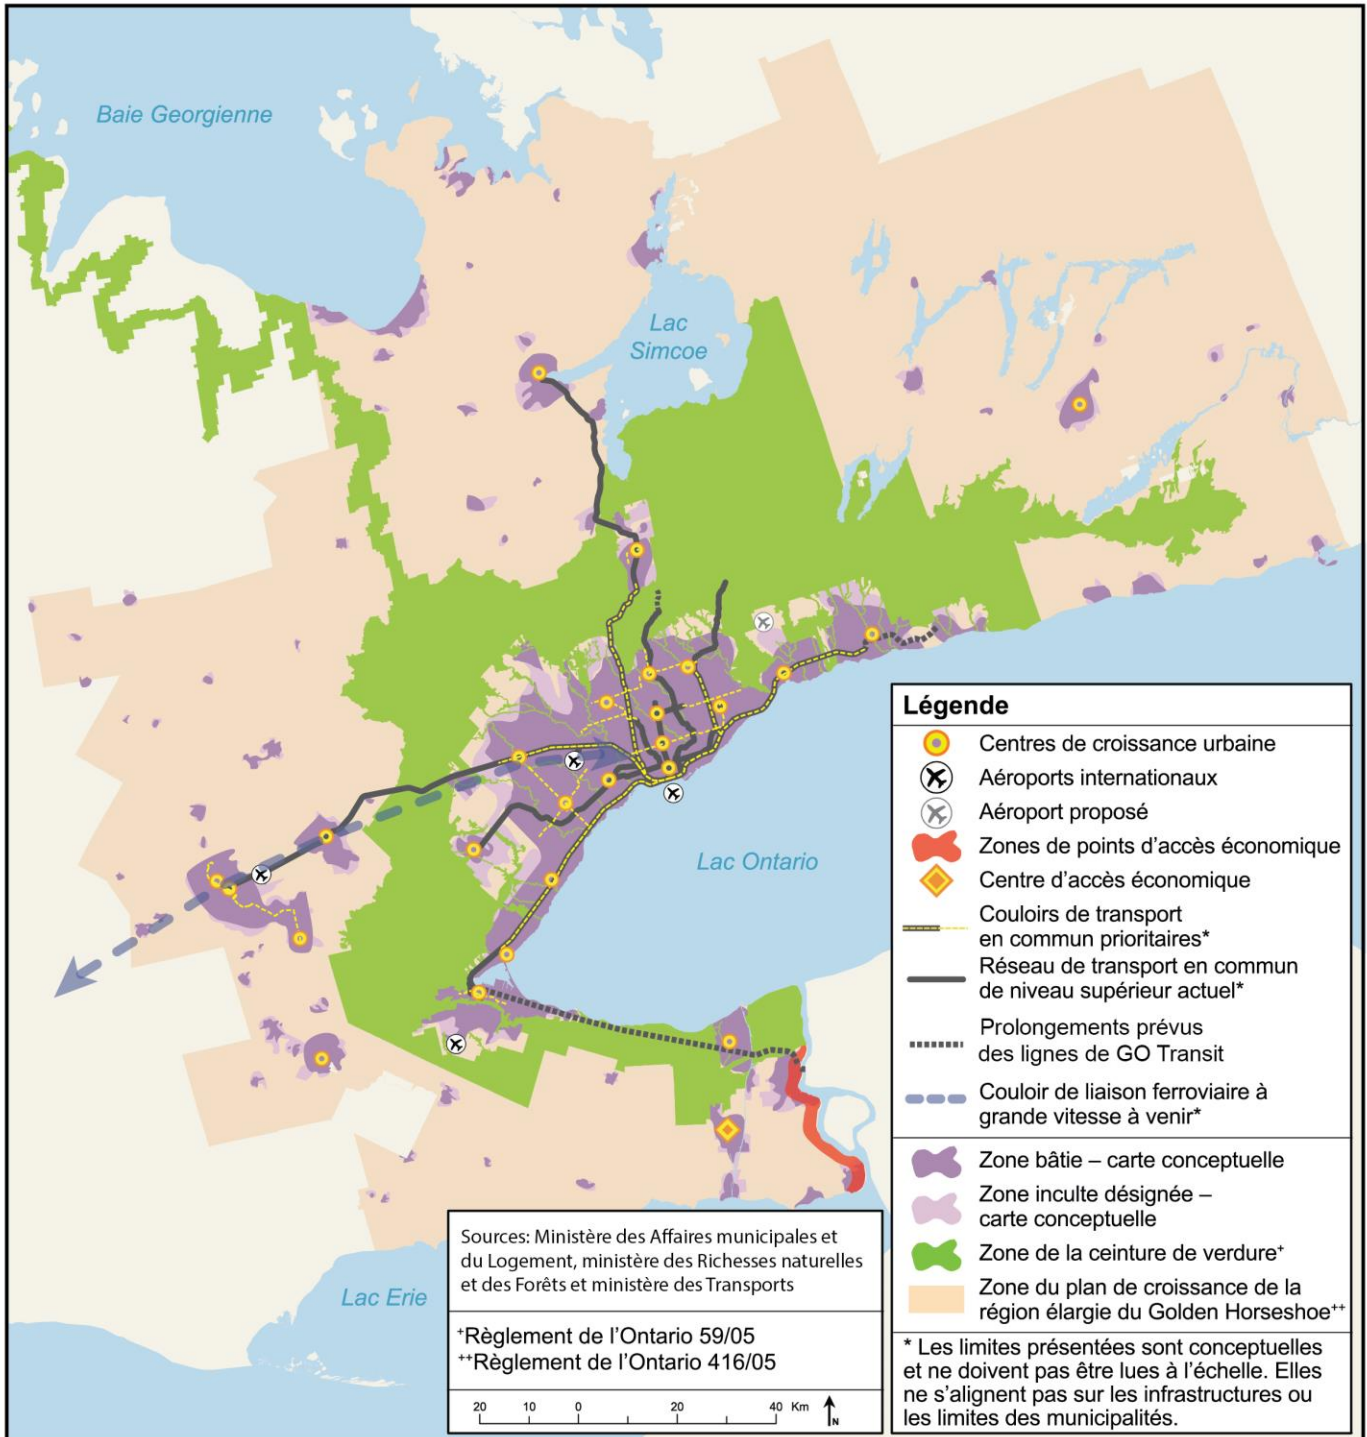 Baie Georgienne
Lac
Simcoe
Lac Ontario
Lac Erie
Légende
Centres de croissance urbaine
Aéroports internationaux
Aéroport proposé
Zones de points d'accès économique
Centre d'accès économique
Couloirs de transport
en commun prioritaires*
Réseau de transport en commun
de niveau supérieur actuel*
Prolongements prévus
des lignes de GO Transit
Couloir de liaison ferroviaire à
grande vitesse à venir*
Zone bâtie – carte conceptuelle
Zone inculte désignée –
carte conceptuelle
Zone de la ceinture de verdure⁺
Zone du plan de croissance de la
région élargie du Golden Horseshoe⁺⁺
* Les limites présentées sont conceptuelles
et ne doivent pas être lues à l'échelle. Elles
ne s'alignent pas sur les infrastructures ou
les limites des municipalités.
Sources: Ministère des Affaires municipales et
du Logement, ministère des Richesses naturelles
et des Forêts et ministère des Transports
⁺Règlement de l'Ontario 59/05
⁺⁺Règlement de l'Ontario 416/05
20 10 0 20 40 Km N